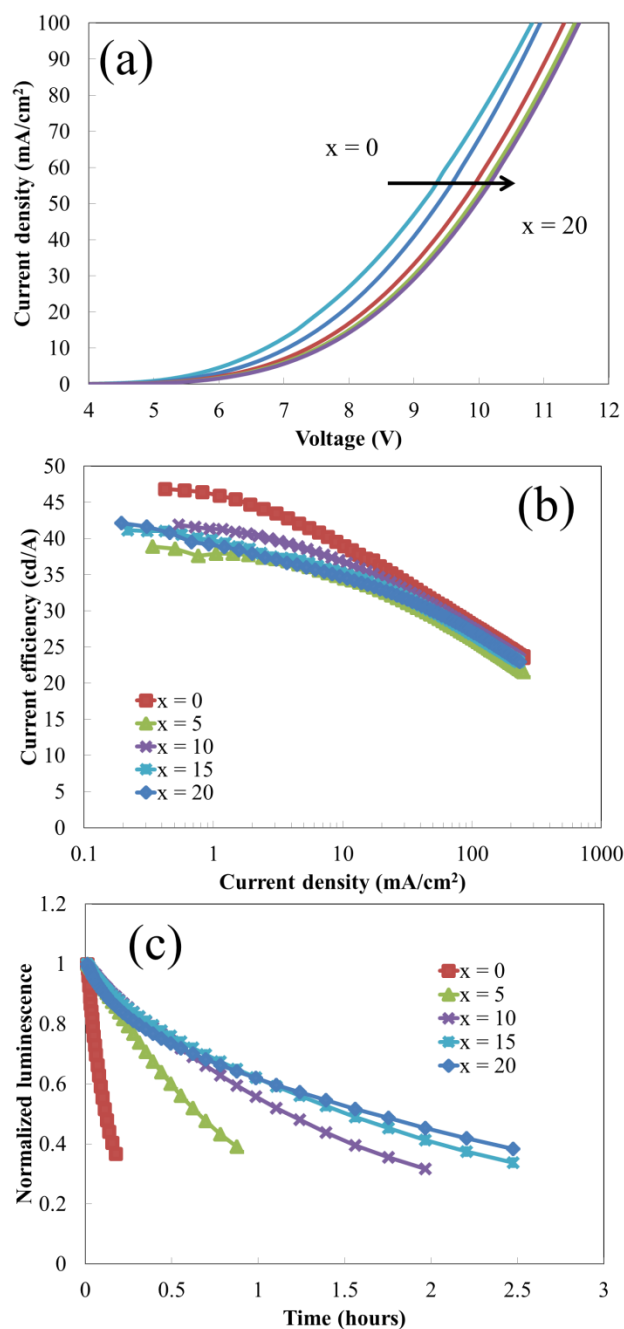 (a)
Current density (mA/cm²)
100
90
80
70
60
50
40
30
20
10
0
x = 0
x = 20
4 5 6 7 8 9 10 11 12
Voltage (V)
(b)
Current efficiency (cd/A)
50
45
40
35
30
25
20
15
10
5
0
x = 0
x = 5
x = 10
x = 15
x = 20
0.1 1 10 100 1000
Current density (mA/cm²)
(c)
Normalized luminescence
1.2
1
0.8
0.6
0.4
0.2
0
x = 0
x = 5
x = 10
x = 15
x = 20
0 0.5 1 1.5 2 2.5 3
Time (hours)